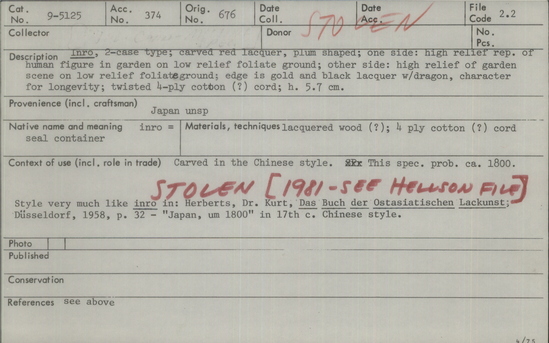 Cat. No. 9-5125 Acc. No. 374 Orig. No. 676 Date Coll. Date Acc. File Code 2.2
STOLEN
Collector Donor No. Pcs.
Description Inro, 2-case type; carved red lacquer, plum shaped; one side: high relief rep. of
human figure in garden on low relief foliate ground; other side: high relief of garden
scene on low relief foliate ground; edge is gold and black lacquer w/dragon, character
for longevity; twisted 4-ply cotton (?) cord; h. 5.7 cm.
Provenience (incl. craftsman)
Japan unsp
Native name and meaning inro = Materials, techniques lacquered wood (?); 4 ply cotton (?) cord
seal container
Context of use (incl. role in trade) Carved in the Chinese style. This spec. prob. ca. 1800.
STOLEN [1981-SEE HELLSON FILE]
Style very much like inro in: Herberts, Dr. Kurt, Das Buch der Ostasiatischen Lackunst;
Düsseldorf, 1958, p. 32 - "Japan, um 1800" in 17th c. Chinese style.
Photo
Published
Conservation
References see above